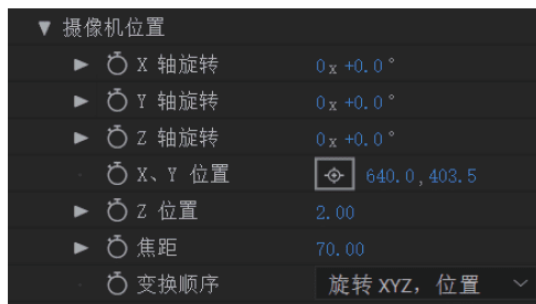 摄像机位置
X 轴旋转 0x +0.0°
Y 轴旋转 0x +0.0°
Z 轴旋转 0x +0.0°
X、Y 位置 640.0,403.5
Z 位置 2.00
焦距 70.00
变换顺序 旋转 XYZ，位置